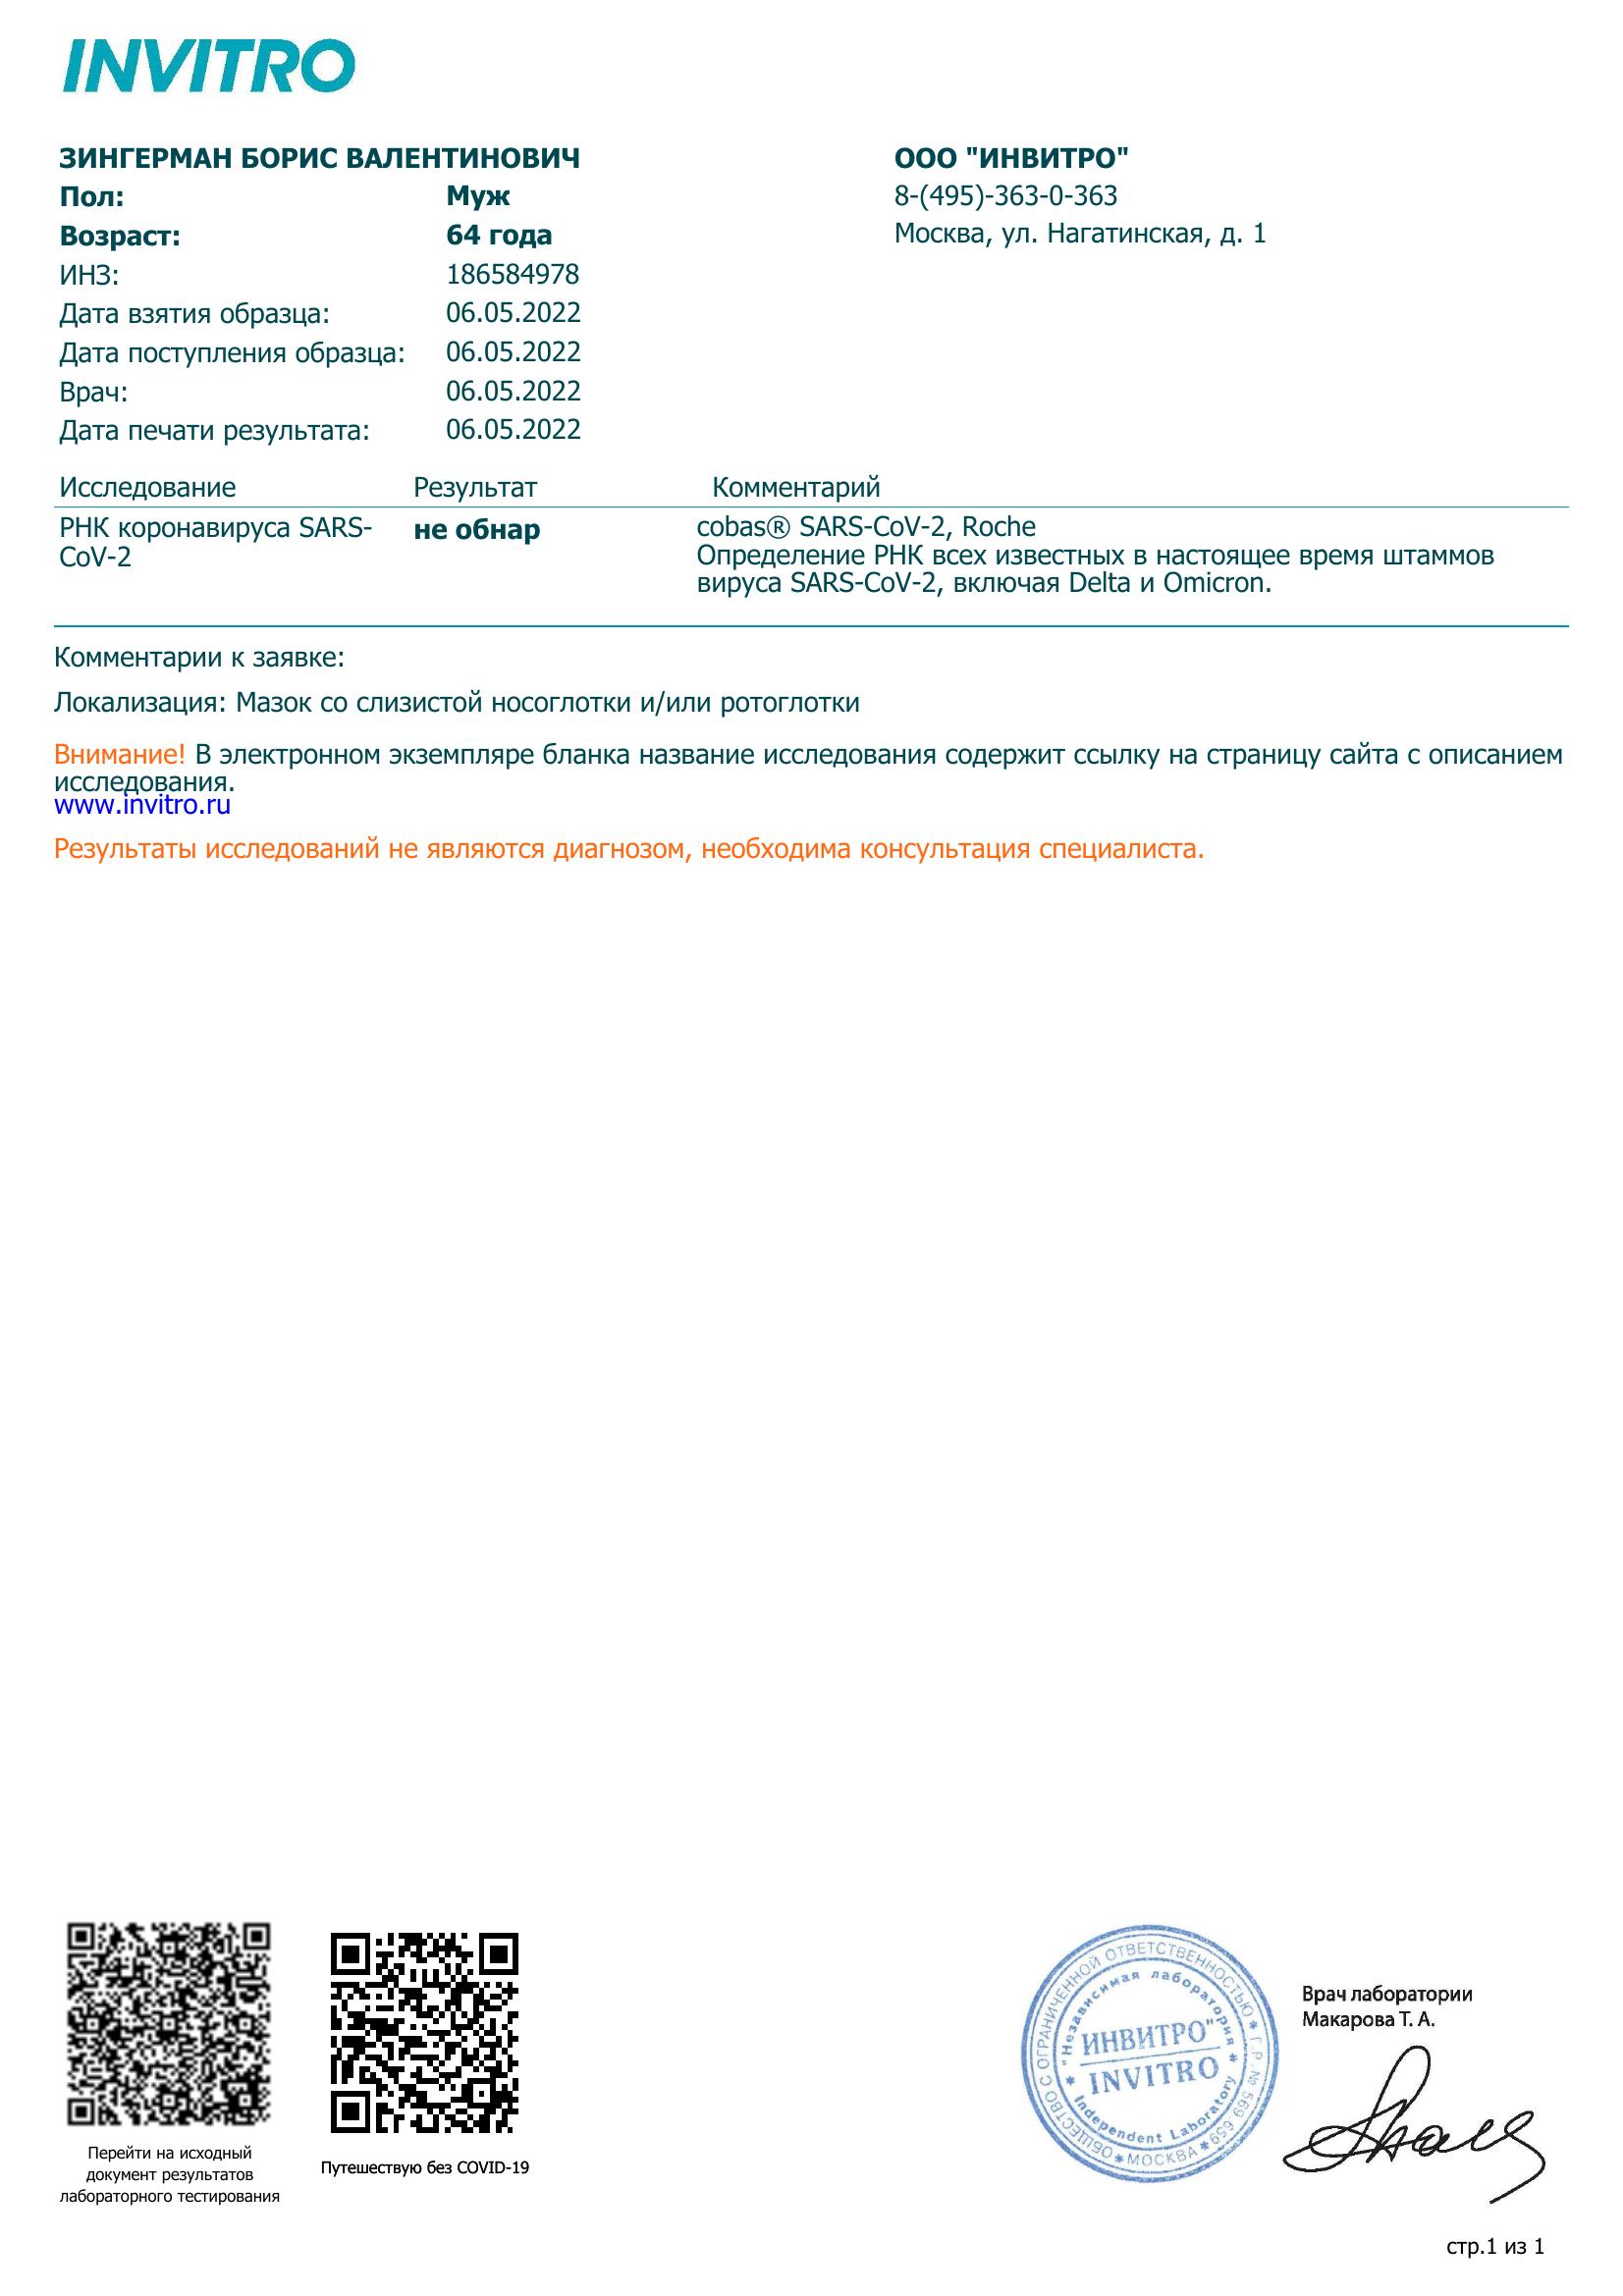 INVITRO
ЗИНГЕРМАН БОРИС ВАЛЕНТИНОВИЧ
Пол: Муж
Возраст: 64 года
ИНЗ: 186584978
Дата взятия образца: 06.05.2022
Дата поступления образца: 06.05.2022
Врач: 06.05.2022
Дата печати результата: 06.05.2022
ООО "ИНВИТРО"
8-(495)-363-0-363
Москва, ул. Нагатинская, д. 1
Исследование Результат Комментарий
РНК коронавируса SARS-
CoV-2
не обнар
cobas® SARS-CoV-2, Roche
Определение РНК всех известных в настоящее время штаммов
вируса SARS-CoV-2, включая Delta и Omicron.
Комментарии к заявке:
Локализация: Мазок со слизистой носоглотки и/или ротоглотки
Внимание! В электронном экземпляре бланка название исследования содержит ссылку на страницу сайта с описанием
исследования.
www.invitro.ru
Результаты исследований не являются диагнозом, необходима консультация специалиста.
Перейти на исходный
документ результатов
лабораторного тестирования
Путешествую без COVID-19
ОБЩЕСТВО С ОГРАНИЧЕННОЙ ОТВЕТСТВЕННОСТЬЮ * Г.Р.№ 569 659 * МОСКВА *
"Независимая лаборатория
ИНВИТРО"
INVITRO
Independent Laboratory
Врач лаборатории
Макарова Т. А.
стр.1 из 1